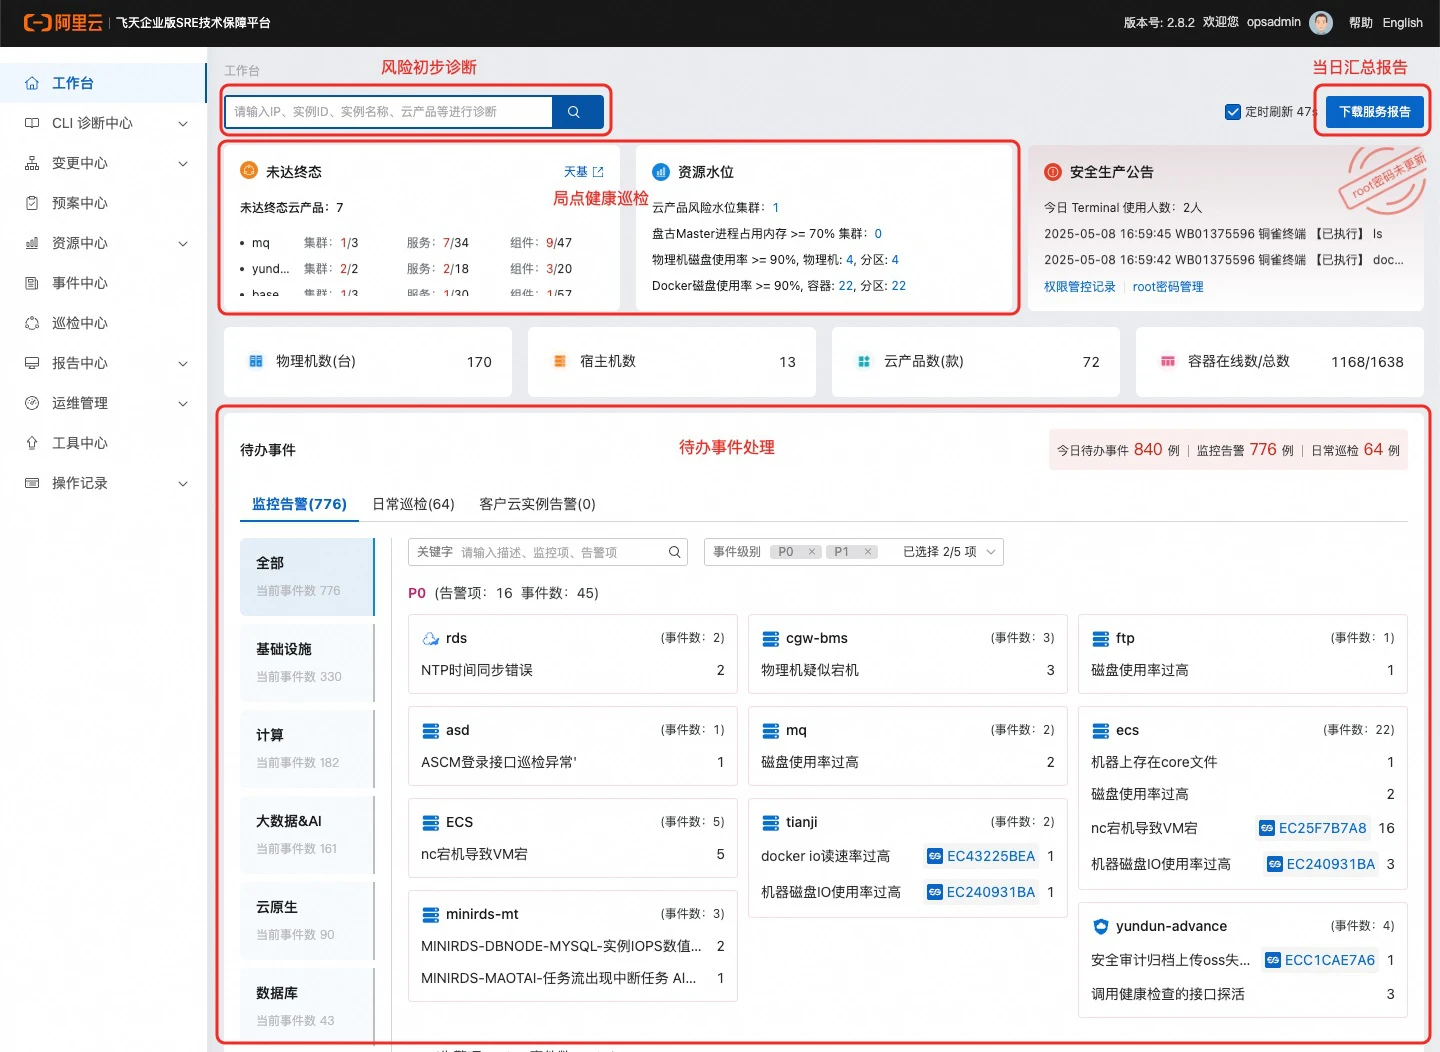 阿里云 飞天企业版SRE技术保障平台
版本号: 2.8.2 欢迎您 opsadmin 帮助 English
工作台
CLI 诊断中心
变更中心
预案中心
资源中心
事件中心
巡检中心
报告中心
运维管理
工具中心
操作记录
工作台
风险初步诊断
当日汇总报告
请输入IP、实例ID、实例名称、云产品等进行诊断
定时刷新 47s
下载服务报告
未达终态
天基
局点健康巡检
未达终态云产品：7
mq 集群：1/3 服务：7/34 组件：9/47
yund... 集群：2/2 服务：2/18 组件：3/20
base 集群：1/3 服务：1/30 组件：1/57
资源水位
云产品风险水位集群：1
盘古Master进程占用内存 >= 70% 集群：0
物理机磁盘使用率 >= 90%, 物理机: 4, 分区: 4
Docker磁盘使用率 >= 90%, 容器: 22, 分区: 22
安全生产公告
root密码未更新
今日 Terminal 使用人数：2人
2025-05-08 16:59:45 WB01375596 铜雀终端 【已执行】 ls
2025-05-08 16:59:42 WB01375596 铜雀终端 【已执行】 doc...
权限管控记录 root密码管理
物理机数(台) 170
宿主机数 13
云产品数(款) 72
容器在线数/总数 1168/1638
待办事件
待办事件处理
今日待办事件 840 例 | 监控告警 776 例 | 日常巡检 64 例
监控告警(776) 日常巡检(64) 客户云实例告警(0)
全部
当前事件数 776
基础设施
当前事件数 330
计算
当前事件数 182
大数据&AI
当前事件数 161
云原生
当前事件数 90
数据库
当前事件数 43
关键字 请输入描述、监控项、告警项
事件级别 P0 × P1 × 已选择 2/5 项
P0 (告警项：16 事件数：45)
rds (事件数：2)
NTP时间同步错误 2
cgw-bms (事件数：3)
物理机疑似宕机 3
ftp (事件数：1)
磁盘使用率过高 1
asd (事件数：1)
ASCM登录接口巡检异常' 1
mq (事件数：2)
磁盘使用率过高 2
ecs (事件数：22)
机器上存在core文件 1
磁盘使用率过高 2
nc宕机导致VM宕 EC25F7B7A8 16
机器磁盘IO使用率过高 EC240931BA 3
ECS (事件数：5)
nc宕机导致VM宕 5
tianji (事件数：2)
docker io读速率过高 EC43225BEA 1
机器磁盘IO使用率过高 EC240931BA 1
minirds-mt (事件数：3)
MINIRDS-DBNODE-MYSQL-实例IOPS数值... 2
MINIRDS-MAOTAI-任务流出现中断任务 Al... 1
yundun-advance (事件数：4)
安全审计归档上传oss失... ECC1CAE7A6 1
调用健康检查的接口探活 3